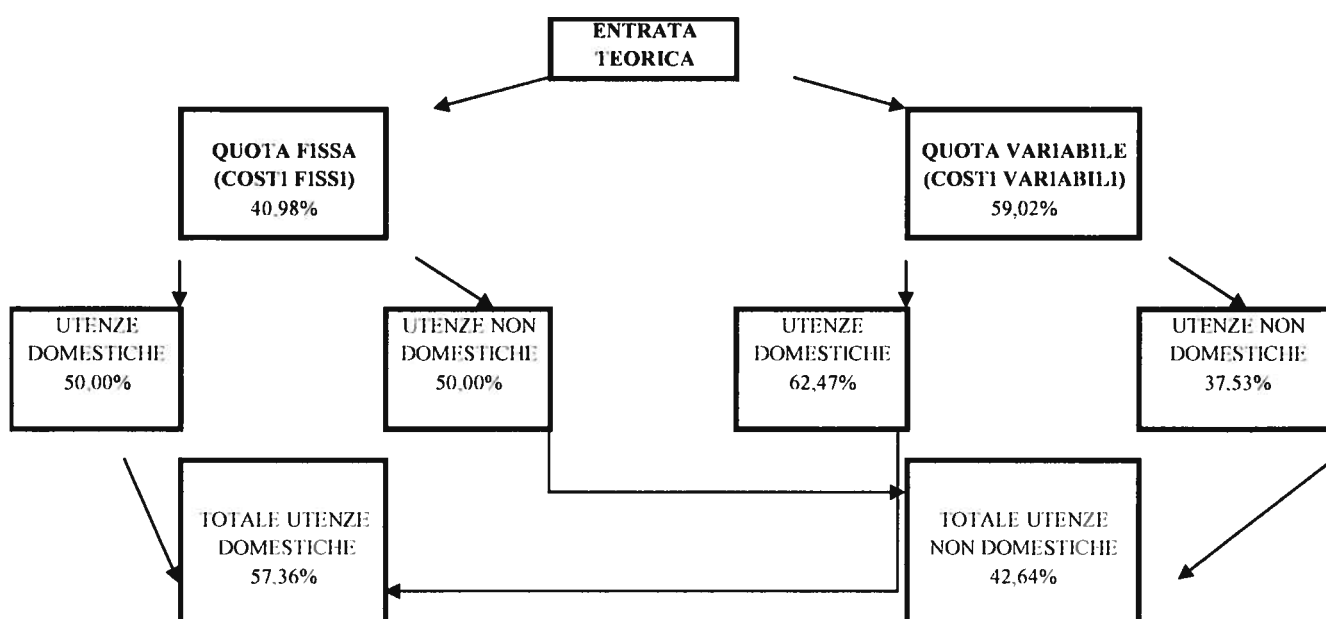 ENTRATA
TEORICA
QUOTA FISSA
(COSTI FISSI)
40,98%
QUOTA VARIABILE
(COSTI VARIABILI)
59,02%
UTENZE
DOMESTICHE
50,00%
UTENZE NON
DOMESTICHE
50,00%
UTENZE
DOMESTICHE
62,47%
UTENZE NON
DOMESTICHE
37,53%
TOTALE UTENZE
DOMESTICHE
57,36%
TOTALE UTENZE
NON DOMESTICHE
42,64%